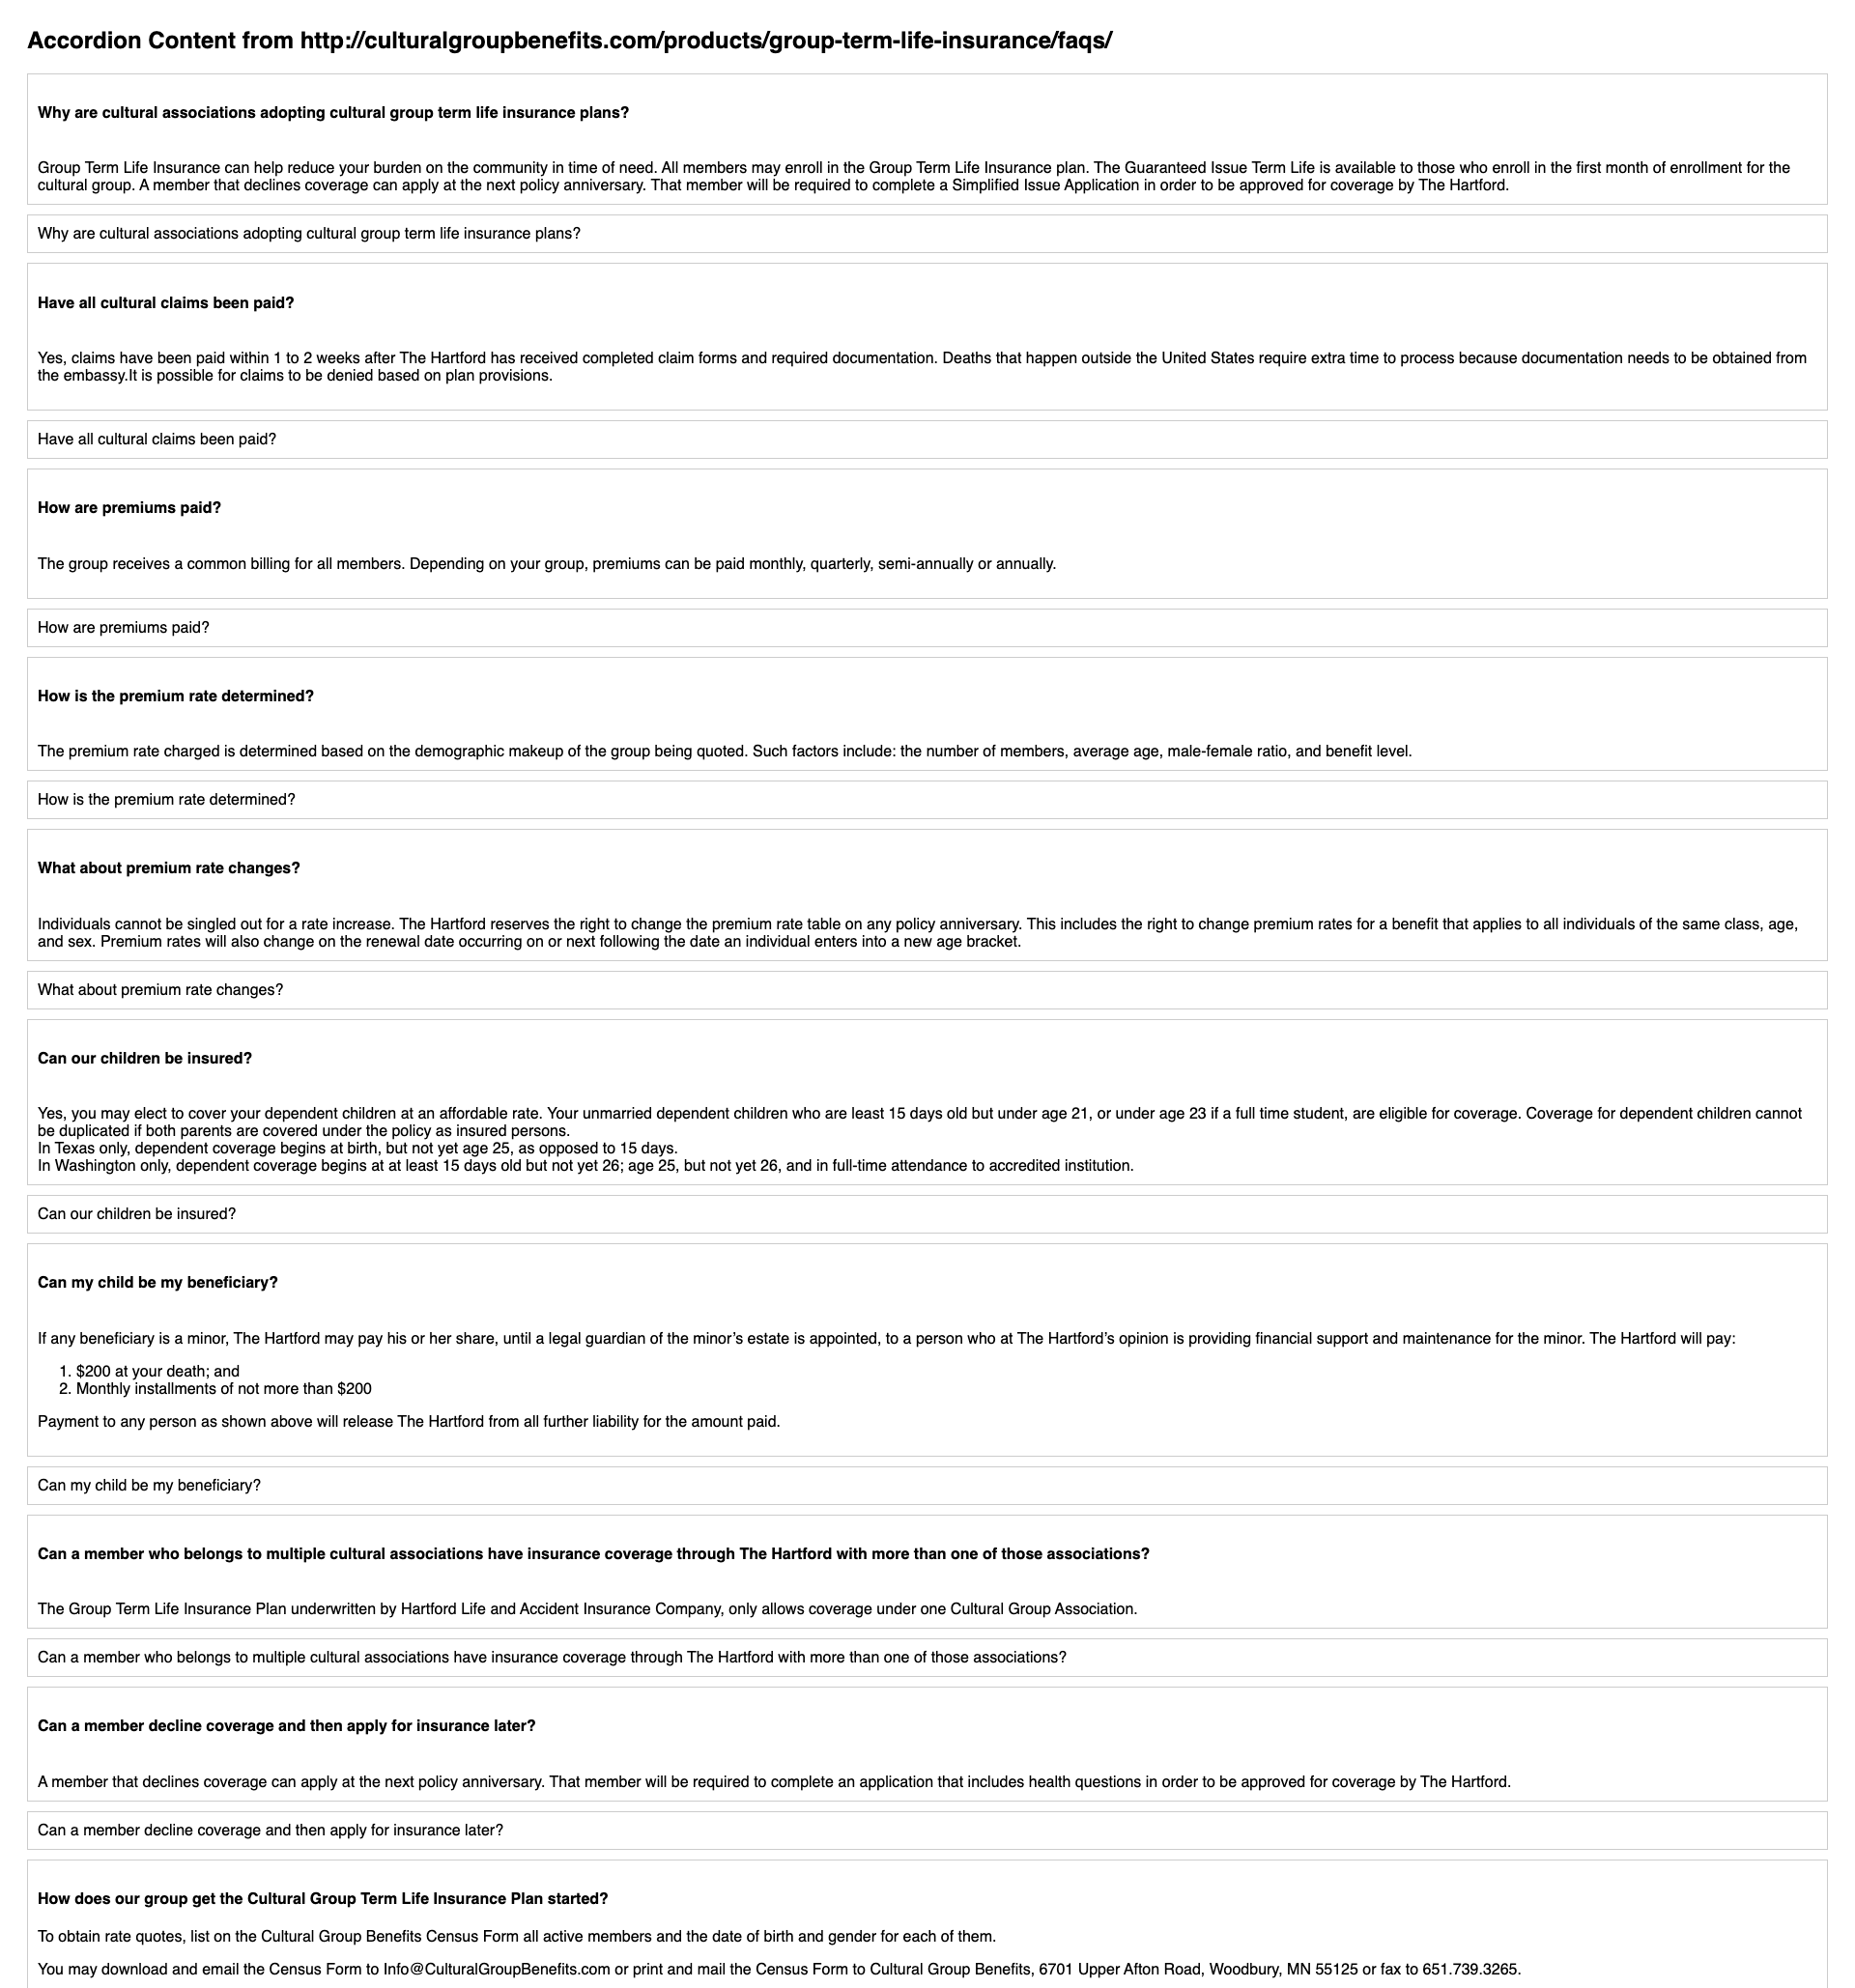 Accordion Content from http://culturalgroupbenefits.com/products/group-term-life-insurance/faqs/
Why are cultural associations adopting cultural group term life insurance plans?
Group Term Life Insurance can help reduce your burden on the community in time of need. All members may enroll in the Group Term Life Insurance plan. The Guaranteed Issue Term Life is available to those who enroll in the first month of enrollment for the
cultural group. A member that declines coverage can apply at the next policy anniversary. That member will be required to complete a Simplified Issue Application in order to be approved for coverage by The Hartford.
Why are cultural associations adopting cultural group term life insurance plans?
Have all cultural claims been paid?
Yes, claims have been paid within 1 to 2 weeks after The Hartford has received completed claim forms and required documentation. Deaths that happen outside the United States require extra time to process because documentation needs to be obtained from
the embassy.It is possible for claims to be denied based on plan provisions.
Have all cultural claims been paid?
How are premiums paid?
The group receives a common billing for all members. Depending on your group, premiums can be paid monthly, quarterly, semi-annually or annually.
How are premiums paid?
How is the premium rate determined?
The premium rate charged is determined based on the demographic makeup of the group being quoted. Such factors include: the number of members, average age, male-female ratio, and benefit level.
How is the premium rate determined?
What about premium rate changes?
Individuals cannot be singled out for a rate increase. The Hartford reserves the right to change the premium rate table on any policy anniversary. This includes the right to change premium rates for a benefit that applies to all individuals of the same class, age,
and sex. Premium rates will also change on the renewal date occurring on or next following the date an individual enters into a new age bracket.
What about premium rate changes?
Can our children be insured?
Yes, you may elect to cover your dependent children at an affordable rate. Your unmarried dependent children who are least 15 days old but under age 21, or under age 23 if a full time student, are eligible for coverage. Coverage for dependent children cannot
be duplicated if both parents are covered under the policy as insured persons.
In Texas only, dependent coverage begins at birth, but not yet age 25, as opposed to 15 days.
In Washington only, dependent coverage begins at at least 15 days old but not yet 26; age 25, but not yet 26, and in full-time attendance to accredited institution.
Can our children be insured?
Can my child be my beneficiary?
If any beneficiary is a minor, The Hartford may pay his or her share, until a legal guardian of the minor’s estate is appointed, to a person who at The Hartford’s opinion is providing financial support and maintenance for the minor. The Hartford will pay:
1. $200 at your death; and
2. Monthly installments of not more than $200
Payment to any person as shown above will release The Hartford from all further liability for the amount paid.
Can my child be my beneficiary?
Can a member who belongs to multiple cultural associations have insurance coverage through The Hartford with more than one of those associations?
The Group Term Life Insurance Plan underwritten by Hartford Life and Accident Insurance Company, only allows coverage under one Cultural Group Association.
Can a member who belongs to multiple cultural associations have insurance coverage through The Hartford with more than one of those associations?
Can a member decline coverage and then apply for insurance later?
A member that declines coverage can apply at the next policy anniversary. That member will be required to complete an application that includes health questions in order to be approved for coverage by The Hartford.
Can a member decline coverage and then apply for insurance later?
How does our group get the Cultural Group Term Life Insurance Plan started?
To obtain rate quotes, list on the Cultural Group Benefits Census Form all active members and the date of birth and gender for each of them.
You may download and email the Census Form to Info@CulturalGroupBenefits.com or print and mail the Census Form to Cultural Group Benefits, 6701 Upper Afton Road, Woodbury, MN 55125 or fax to 651.739.3265.